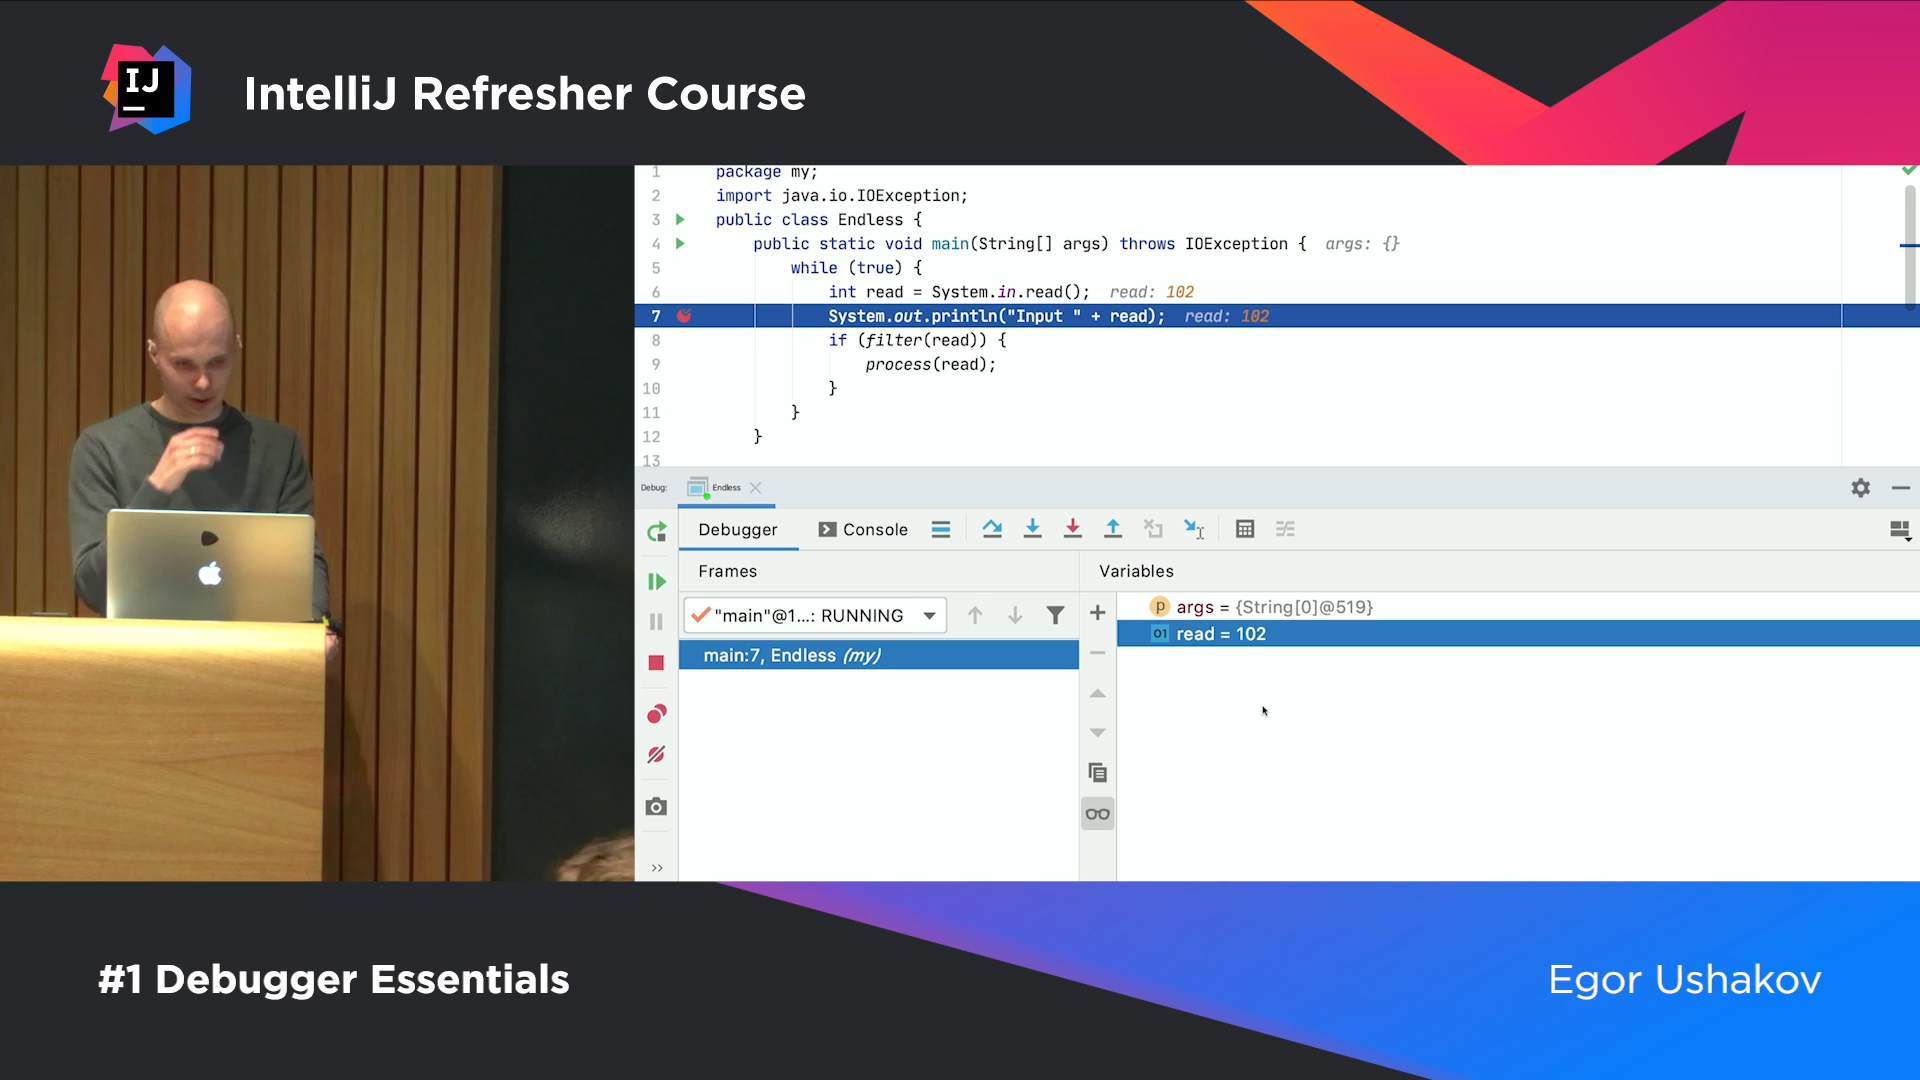 IJ
IntelliJ Refresher Course
1 package my;
2 import java.io.IOException;
3 public class Endless {
4 public static void main(String[] args) throws IOException { args: {}
5 while (true) {
6 int read = System.in.read(); read: 102
7 System.out.println("Input " + read); read: 102
8 if (filter(read)) {
9 process(read);
10 }
11 }
12 }
13
Debug: Endless
Debugger Console
Frames Variables
"main"@1...: RUNNING
main:7, Endless (my)
p args = {String[0]@519}
01 read = 102
#1 Debugger Essentials
Egor Ushakov